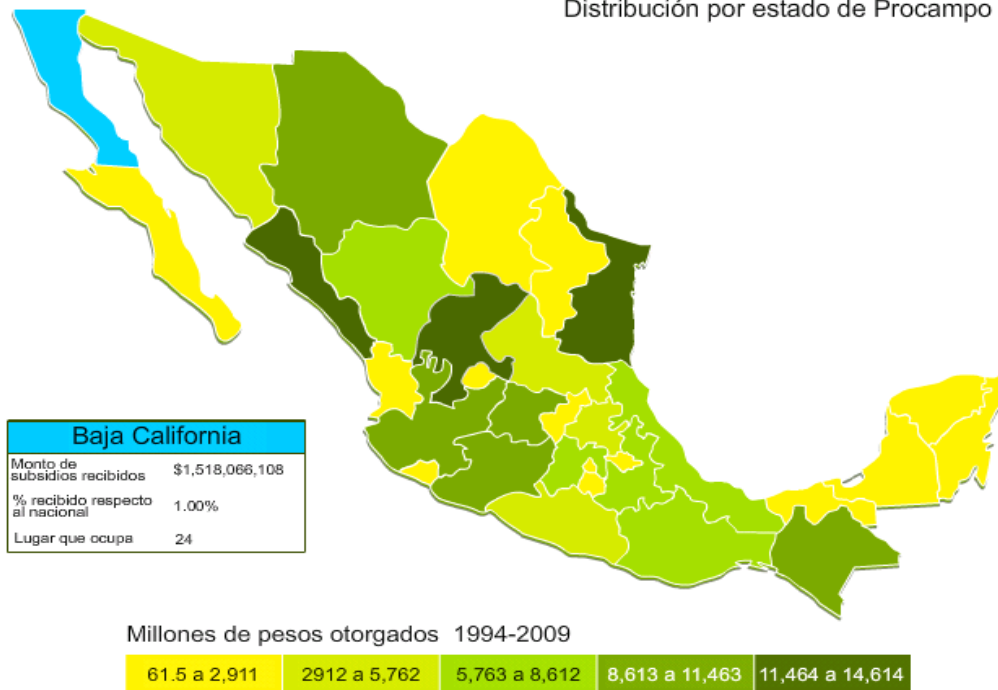 Distribución por estado de Procampo
Baja California
Monto de
subsidios recibidos $1,518,066,108
% recibido respecto
al nacional 1.00%
Lugar que ocupa 24
Millones de pesos otorgados 1994-2009
61.5 a 2,911 2912 a 5,762 5,763 a 8,612 8,613 a 11,463 11,464 a 14,614